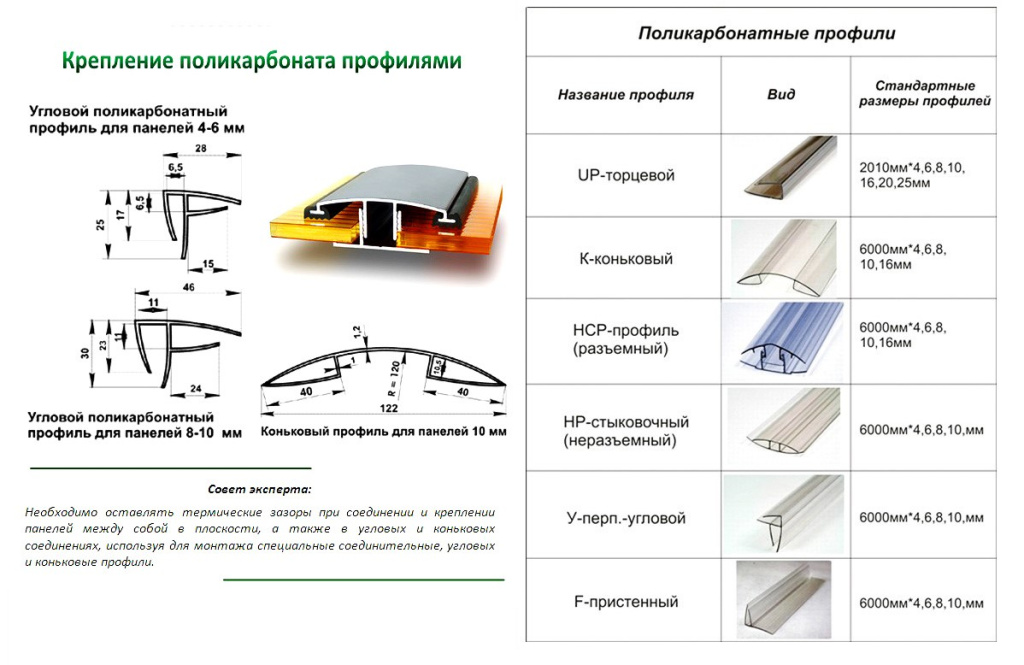 Крепление поликарбоната профилями
Угловой поликарбонатный
профиль для панелей 4-6 мм
28
6,5
6,5
17
25
15
46
11
11
23
30
24
Угловой поликарбонатный
профиль для панелей 8-10 мм
1,2
1
R = 120
10,5
40
40
122
Коньковый профиль для панелей 10 мм
Совет эксперта:
Необходимо оставлять термические зазоры при соединении и креплении
панелей между собой в плоскости, а также в угловых и коньковых
соединениях, используя для монтажа специальные соединительные, угловых
и коньковые профили.
Поликарбонатные профили
Название профиля
Вид
Стандартные
размеры профилей
UP-торцевой
2010мм*4,6,8,10,
16,20,25мм
К-коньковый
6000мм*4,6,8,
10,16мм
HCP-профиль
(разъемный)
6000мм*4,6,8,
10,16мм
HP-стыковочный
(неразъемный)
6000мм*4,6,8,10,мм
У-перп.-угловой
6000мм*4,6,8,10,мм
F-пристенный
6000мм*4,6,8,10,мм